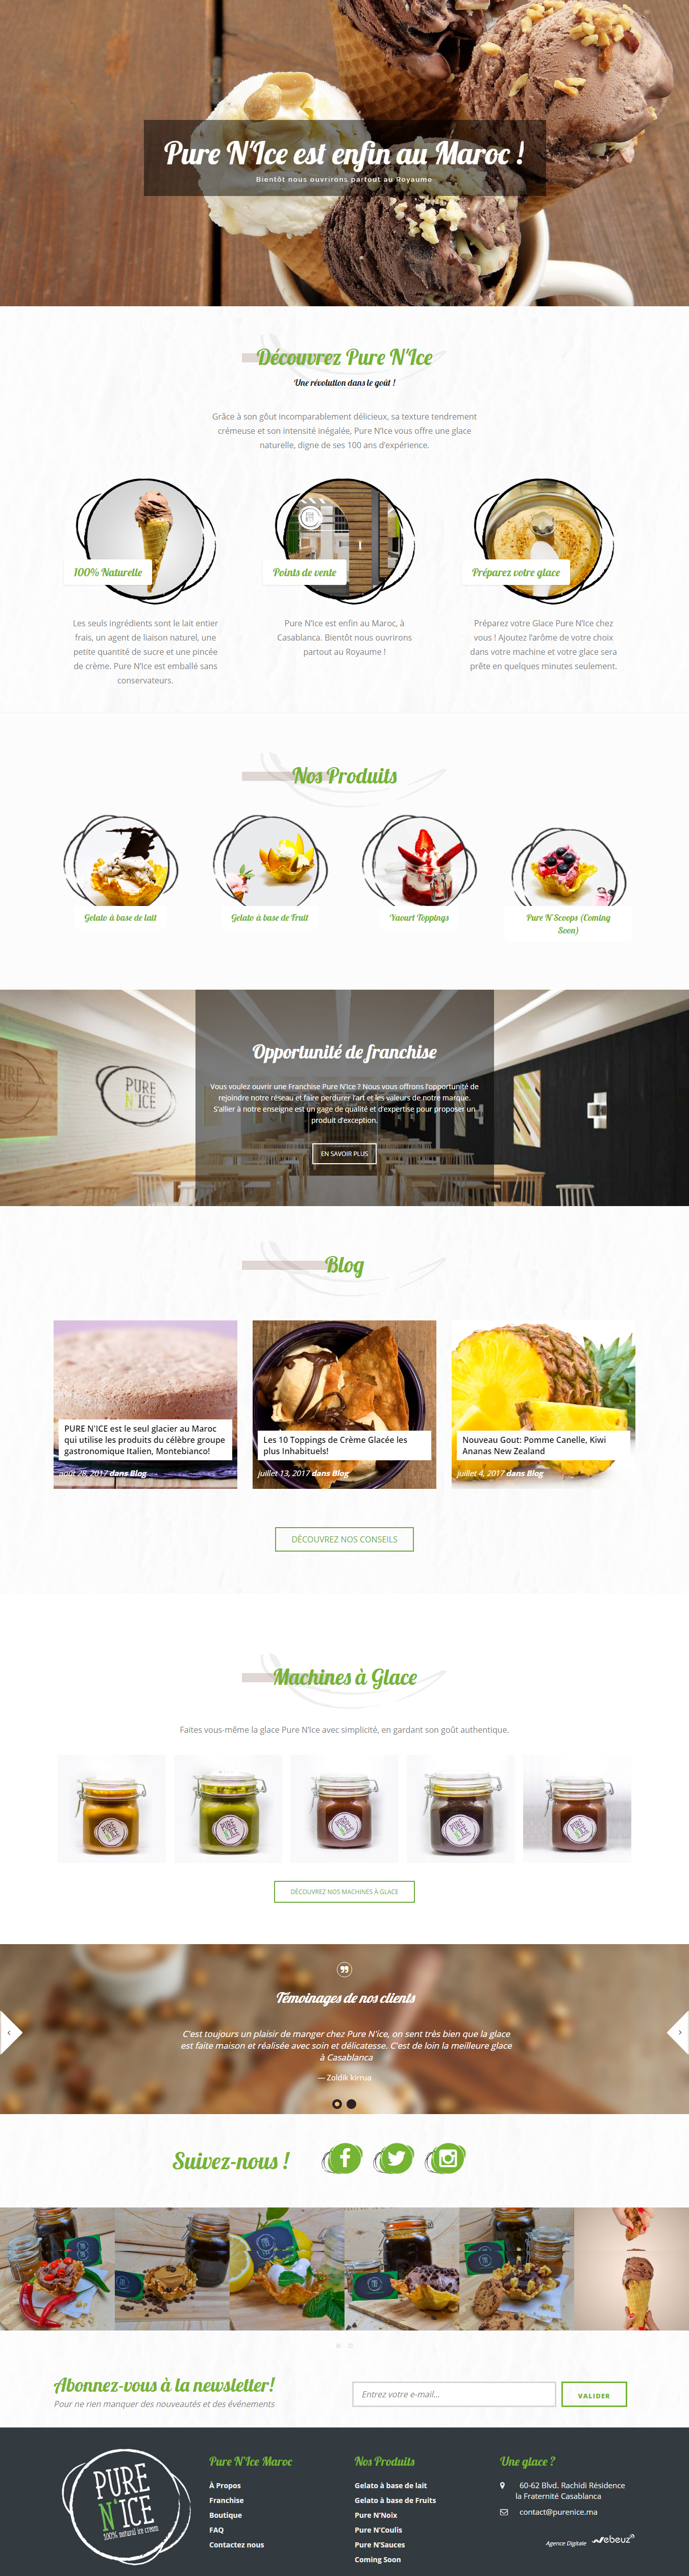 Pure N'Ice est enfin au Maroc !
Bientôt nous ouvrirons partout au Royaume
Découvrez Pure N'Ice
Une révolution dans le goût !
Grâce à son gôut incomparablement délicieux, sa texture tendrement
crémeuse et son intensité inégalée, Pure N'Ice vous offre une glace
naturelle, digne de ses 100 ans d'expérience.
100% Naturelle
Points de vente
Préparez votre glace
Les seuls ingrédients sont le lait entier
frais, un agent de liaison naturel, une
petite quantité de sucre et une pincée
de crème. Pure N'Ice est emballé sans
conservateurs.
Pure N'Ice est enfin au Maroc, à
Casablanca. Bientôt nous ouvrirons
partout au Royaume !
Préparez votre Glace Pure N'Ice chez
vous ! Ajoutez l'arôme de votre choix
dans votre machine et votre glace sera
prête en quelques minutes seulement.
Nos Produits
Gelato à base de lait
Gelato à base de Fruit
Yaourt Toppings
Pure N'Scoops (Coming
Soon)
PURE
N'ICE
Opportunité de franchise
Vous voulez ouvrir une Franchise Pure N'Ice ? Nous vous offrons l'opportunité de
rejoindre notre réseau et faire perdurer l'art et les valeurs de notre marque.
S'allier à notre enseigne est un gage de qualité et d'expertise pour proposer un
produit d'exception.
EN SAVOIR PLUS
Blog
PURE N'ICE est le seul glacier au Maroc
qui utilise les produits du célèbre groupe
gastronomique Italien, Montebianco!
août 28, 2017 dans Blog
Les 10 Toppings de Crème Glacée les
plus Inhabituels!
juillet 13, 2017 dans Blog
Nouveau Gout: Pomme Canelle, Kiwi
Ananas New Zealand
juillet 4, 2017 dans Blog
DÉCOUVREZ NOS CONSEILS
Machines à Glace
Faites vous-même la glace Pure N'Ice avec simplicité, en gardant son goût authentique.
PURE
N'ICE
PURE
N'ICE
PURE
N'ICE
PURE
N'ICE
PURE
N'ICE
DÉCOUVREZ NOS MACHINES À GLACE
Témoinages de nos clients
C'est toujours un plaisir de manger chez Pure N'ice, on sent très bien que la glace
est faite maison et réalisée avec soin et délicatesse. C'est de loin la meilleure glace
à Casablanca
— Zoldik kirrua
Suivez-nous !
Abonnez-vous à la newsletter!
Pour ne rien manquer des nouveautés et des événements
Entrez votre e-mail...
VALIDER
PURE
N'ICE
100% natural ice cream
Pure N'Ice Maroc
À Propos
Franchise
Boutique
FAQ
Contactez nous
Nos Produits
Gelato à base de lait
Gelato à base de Fruits
Pure N'Noix
Pure N'Coulis
Pure N'Sauces
Coming Soon
Une glace ?
60-62 Blvd. Rachidi Résidence
la Fraternité Casablanca
contact@purenice.ma
Agence Digitale Webeuz